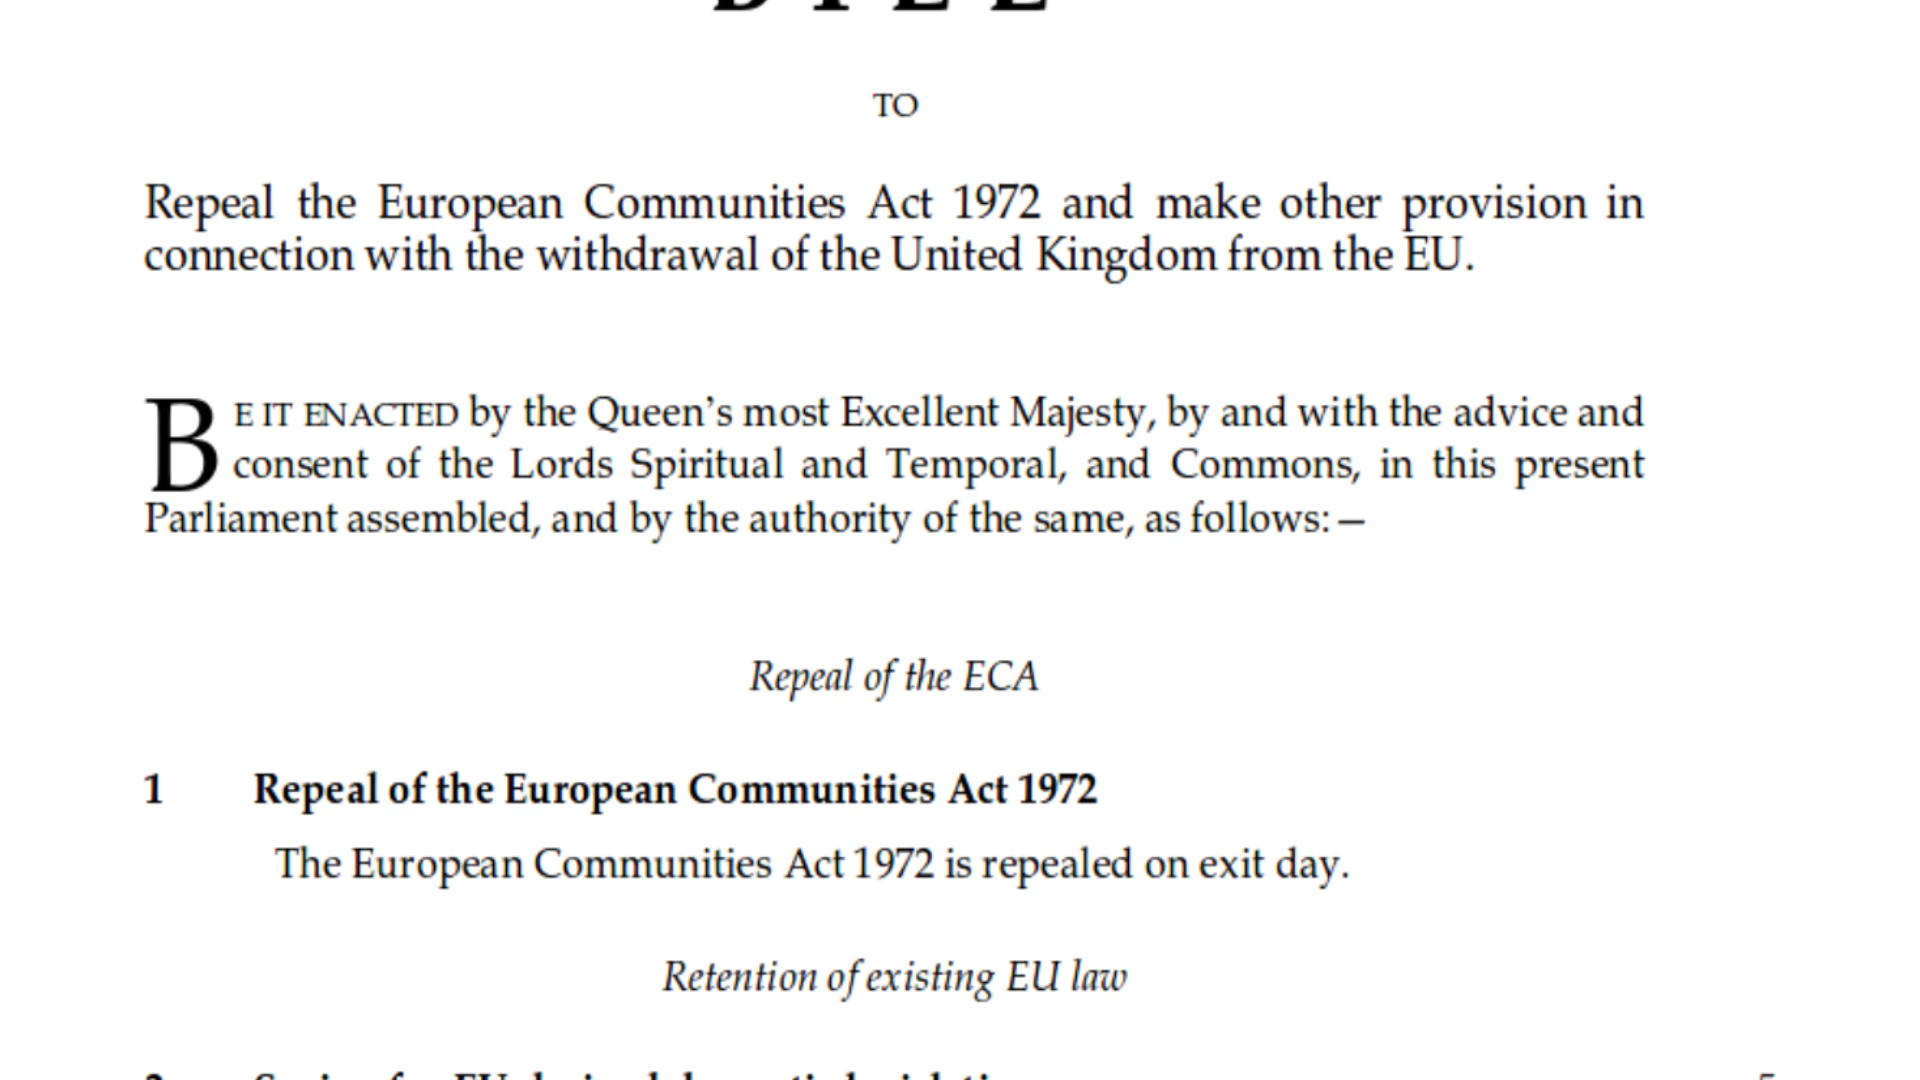 TO
Repeal the European Communities Act 1972 and make other provision in
connection with the withdrawal of the United Kingdom from the EU.
BE IT ENACTED by the Queen's most Excellent Majesty, by and with the advice and
consent of the Lords Spiritual and Temporal, and Commons, in this present
Parliament assembled, and by the authority of the same, as follows:—
Repeal of the ECA
1 Repeal of the European Communities Act 1972
The European Communities Act 1972 is repealed on exit day.
Retention of existing EU law